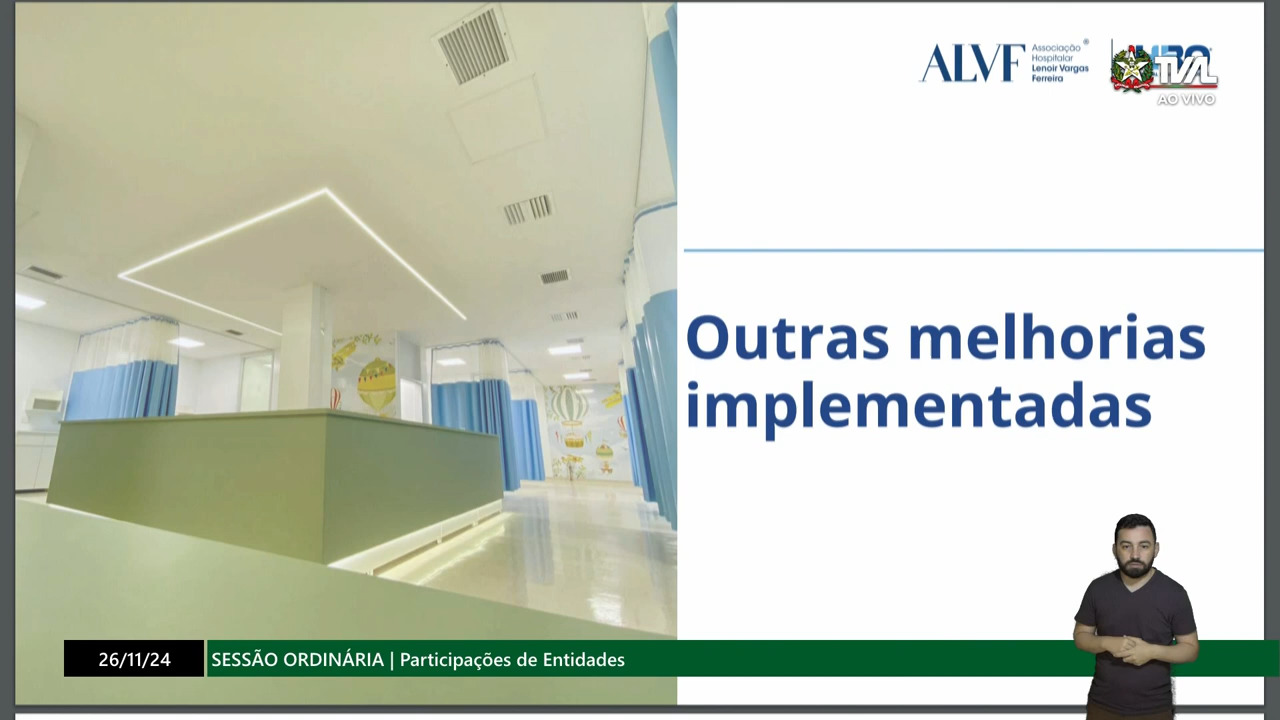 ALVF
Associação
Hospitalar
Lenoir Vargas
Ferreira
TVAL
AO VIVO
Outras melhorias
implementadas
26/11/24
SESSÃO ORDINÁRIA | Participações de Entidades